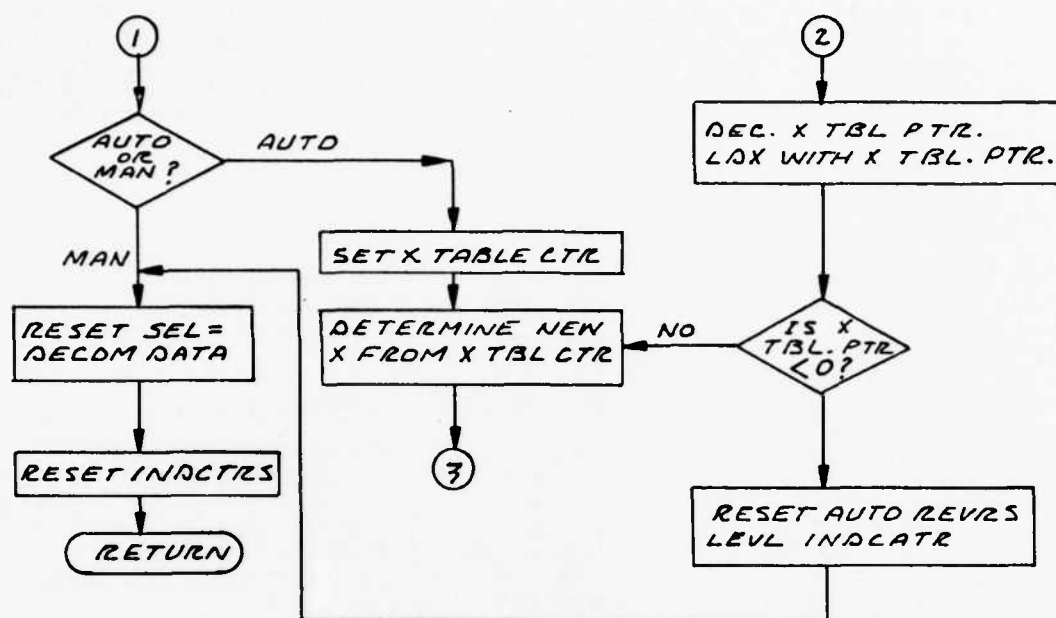 1
AUTO
OR
MAN?
AUTO
MAN
RESET SEL =
DECOM DATA
RESET INDCTRS
RETURN
SET X TABLE CTR
DETERMINE NEW
X FROM X TBL CTR
3
2
DEC. X TBL PTR.
LDX WITH X TBL. PTR.
IS X
TBL. PTR
<0?
NO
RESET AUTO REVRS
LEVL INDCATR